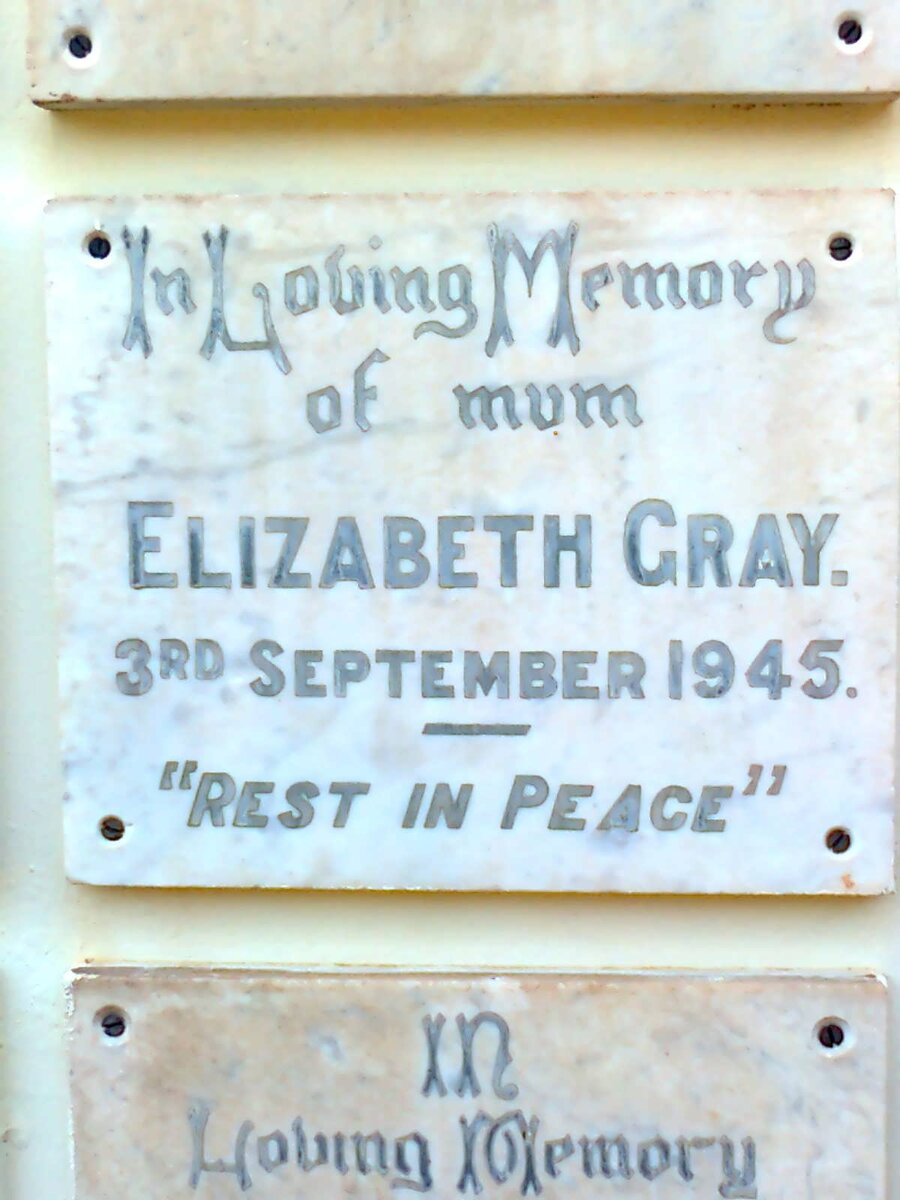 In Loving Memory
of mum
ELIZABETH GRAY.
3RD SEPTEMBER 1945.
"REST IN PEACE"
In
Loving Memory